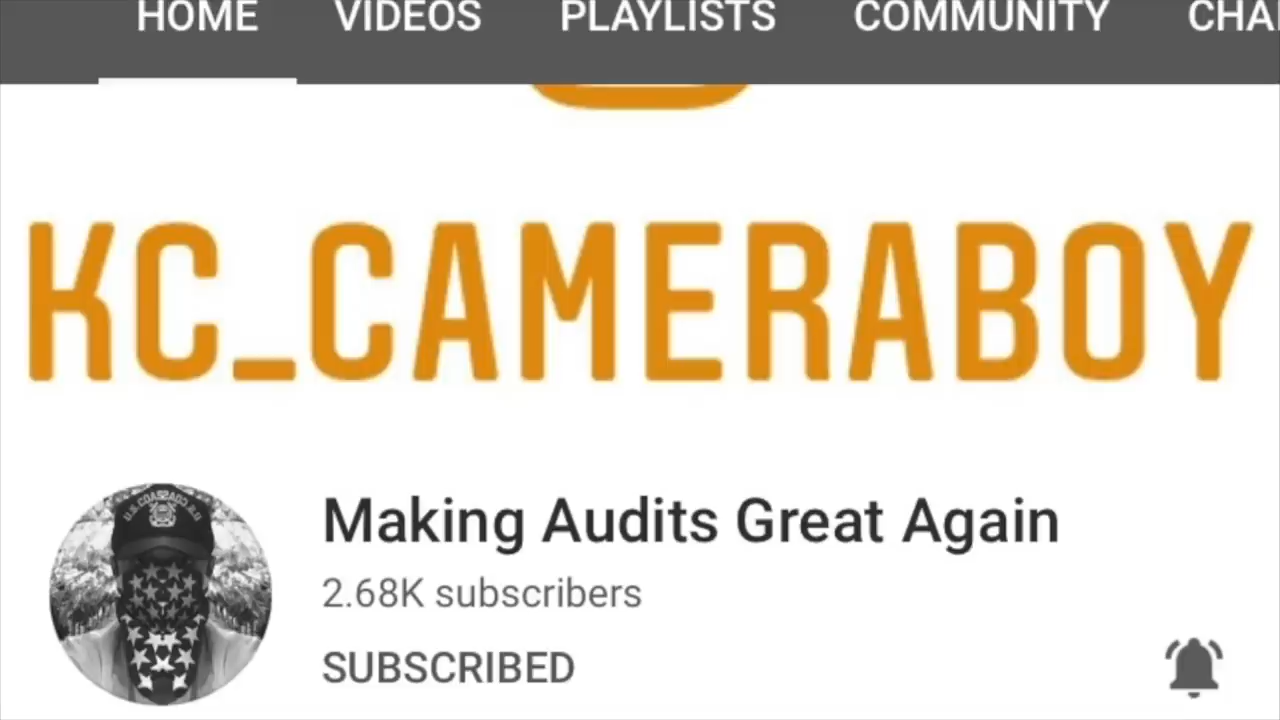 HOME VIDEOS PLAYLISTS COMMUNITY
KC_CAMERABOY
Making Audits Great Again
2.68K subscribers
SUBSCRIBED